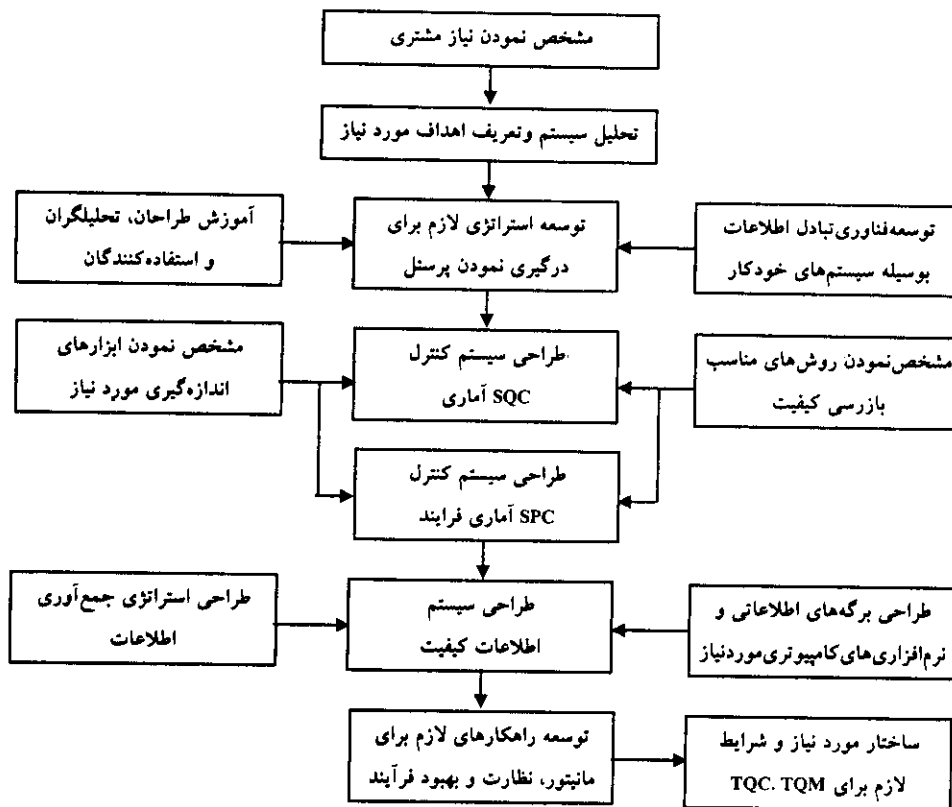 مشخص نمودن نیاز مشتری
تحلیل سیستم وتعریف اهداف مورد نیاز
توسعه‌فناوری‌تبادل اطلاعات
بوسیله سیستم‌های خودکار
توسعه استراتژی لازم برای
درگیری نمودن پرسنل
آموزش طراحان، تحلیلگران
و استفاده‌کنندگان
مشخص‌نمودن روش‌های مناسب
بازرسی کیفیت
طراحی سیستم کنترل
آماری SQC
مشخص نمودن ابزارهای
اندازه‌گیری مورد نیاز
طراحی سیستم کنترل
آماری فرایند SPC
طراحی برگه‌های اطلاعاتی و
نرم‌افزاری‌های‌کامپیوتری‌موردنیاز
طراحی سیستم
اطلاعات کیفیت
طراحی استراتژی جمع‌آوری
اطلاعات
توسعه راهکارهای لازم برای
مانیتور، نظارت و بهبود فرآیند
ساختار مورد نیاز و شرایط
لازم برای TQC. TQM